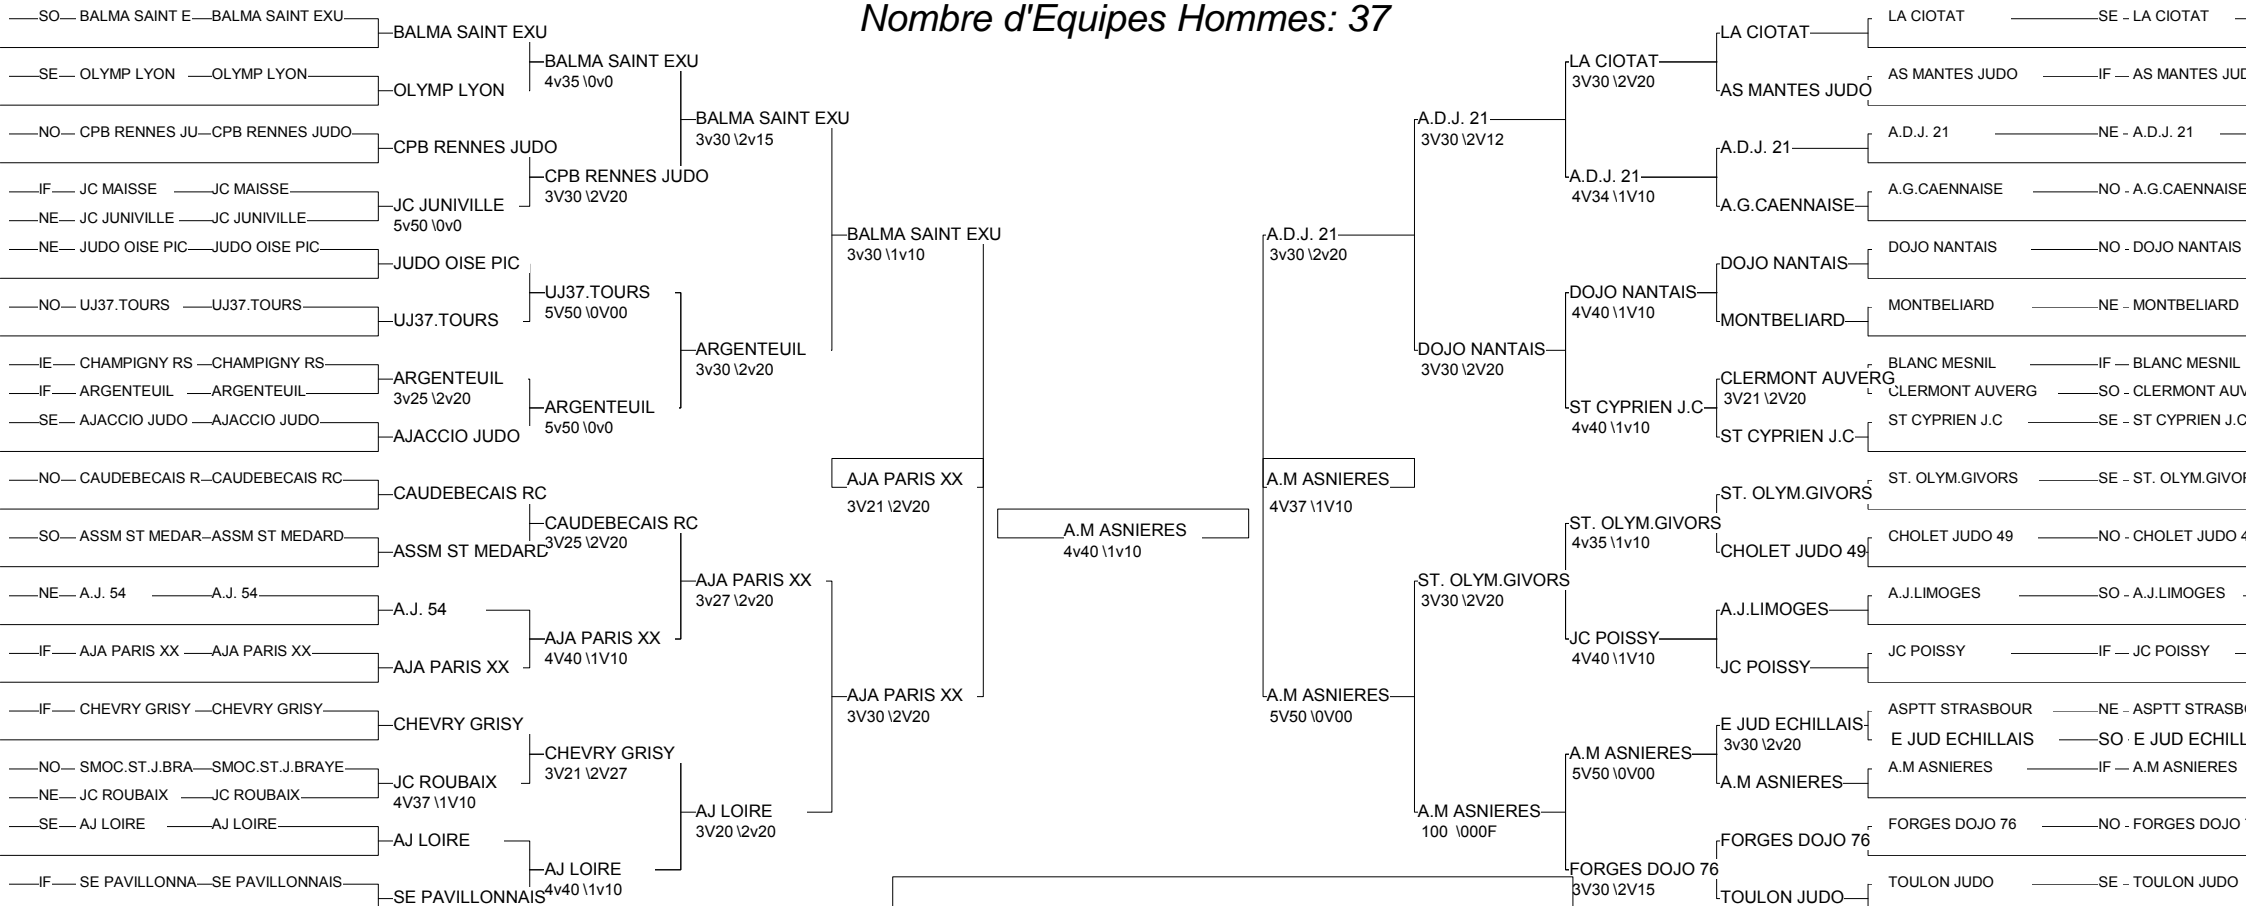 Nombre d'Equipes Hommes: 37
SO BALMA SAINT E BALMA SAINT EXU
SE OLYMP LYON OLYMP LYON
NO CPB RENNES JU CPB RENNES JUDO
IF JC MAISSE JC MAISSE
NE JC JUNIVILLE JC JUNIVILLE
NE JUDO OISE PIC JUDO OISE PIC
NO UJ37.TOURS UJ37.TOURS
IE CHAMPIGNY RS CHAMPIGNY RS
IF ARGENTEUIL ARGENTEUIL
SE AJACCIO JUDO AJACCIO JUDO
NO CAUDEBECAIS R CAUDEBECAIS RC
SO ASSM ST MEDAR ASSM ST MEDARD
NE A.J. 54 A.J. 54
IF AJA PARIS XX AJA PARIS XX
IF CHEVRY GRISY CHEVRY GRISY
NO SMOC.ST.J.BRA SMOC.ST.J.BRAYE
NE JC ROUBAIX JC ROUBAIX
SE AJ LOIRE AJ LOIRE
IF SE PAVILLONNA SE PAVILLONNAIS
BALMA SAINT EXU
OLYMP LYON
CPB RENNES JUDO
JC JUNIVILLE
5v50 \0v0
JUDO OISE PIC
UJ37.TOURS
ARGENTEUIL
3v25 \2v20
AJACCIO JUDO
CAUDEBECAIS RC
ASSM ST MEDARD
A.J. 54
AJA PARIS XX
CHEVRY GRISY
JC ROUBAIX
4V37 \1V10
AJ LOIRE
SE PAVILLONNAIS
BALMA SAINT EXU
4v35 \0v0
CPB RENNES JUDO
3V30 \2V20
UJ37.TOURS
5V50 \0V00
ARGENTEUIL
5v50 \0v0
CAUDEBECAIS RC
3V25 \2V20
AJA PARIS XX
4V40 \1V10
CHEVRY GRISY
3V21 \2V27
AJ LOIRE
4v40 \1v10
BALMA SAINT EXU
3v30 \2v15
ARGENTEUIL
3v30 \2v20
AJA PARIS XX
3v27 \2v20
AJ LOIRE
3V20 \2v20
BALMA SAINT EXU
3v30 \1v10
AJA PARIS XX
3V21 \2V20
AJA PARIS XX
3V30 \2V20
A.M ASNIERES
4v40 \1v10
A.D.J. 21
3v30 \2v20
A.M ASNIERES
4V37 \1V10
A.M ASNIERES
5V50 \0V00
A.D.J. 21
3V30 \2V12
DOJO NANTAIS
3V30 \2V20
ST. OLYM.GIVORS
3V30 \2V20
A.M ASNIERES
100 \000F
LA CIOTAT
3V30 \2V20
A.D.J. 21
4V34 \1V10
DOJO NANTAIS
4V40 \1V10
ST CYPRIEN J.C
4v40 \1v10
ST. OLYM.GIVORS
4v35 \1v10
JC POISSY
4V40 \1V10
A.M ASNIERES
5V50 \0V00
FORGES DOJO 76
3V30 \2V15
LA CIOTAT
AS MANTES JUDO
A.D.J. 21
A.G.CAENNAISE
DOJO NANTAIS
MONTBELIARD
CLERMONT AUVERG
3V21 \2V20
ST CYPRIEN J.C
ST. OLYM.GIVORS
CHOLET JUDO 49
A.J.LIMOGES
JC POISSY
E JUD ECHILLAIS
3v30 \2v20
A.M ASNIERES
FORGES DOJO 76
TOULON JUDO
LA CIOTAT SE LA CIOTAT
AS MANTES JUDO IF AS MANTES JUD
A.D.J. 21 NE A.D.J. 21
A.G.CAENNAISE NO A.G.CAENNAISE
DOJO NANTAIS NO DOJO NANTAIS
MONTBELIARD NE MONTBELIARD
BLANC MESNIL IF BLANC MESNIL
CLERMONT AUVERG SO CLERMONT AUV
ST CYPRIEN J.C SE ST CYPRIEN J.C
ST. OLYM.GIVORS SE ST. OLYM.GIVOR
CHOLET JUDO 49 NO CHOLET JUDO 4
A.J.LIMOGES SO A.J.LIMOGES
JC POISSY IF JC POISSY
ASPTT STRASBOUR NE ASPTT STRASBO
E JUD ECHILLAIS SO E JUD ECHILL
A.M ASNIERES IF A.M ASNIERES
FORGES DOJO 76 NO FORGES DOJO
TOULON JUDO SE TOULON JUDO